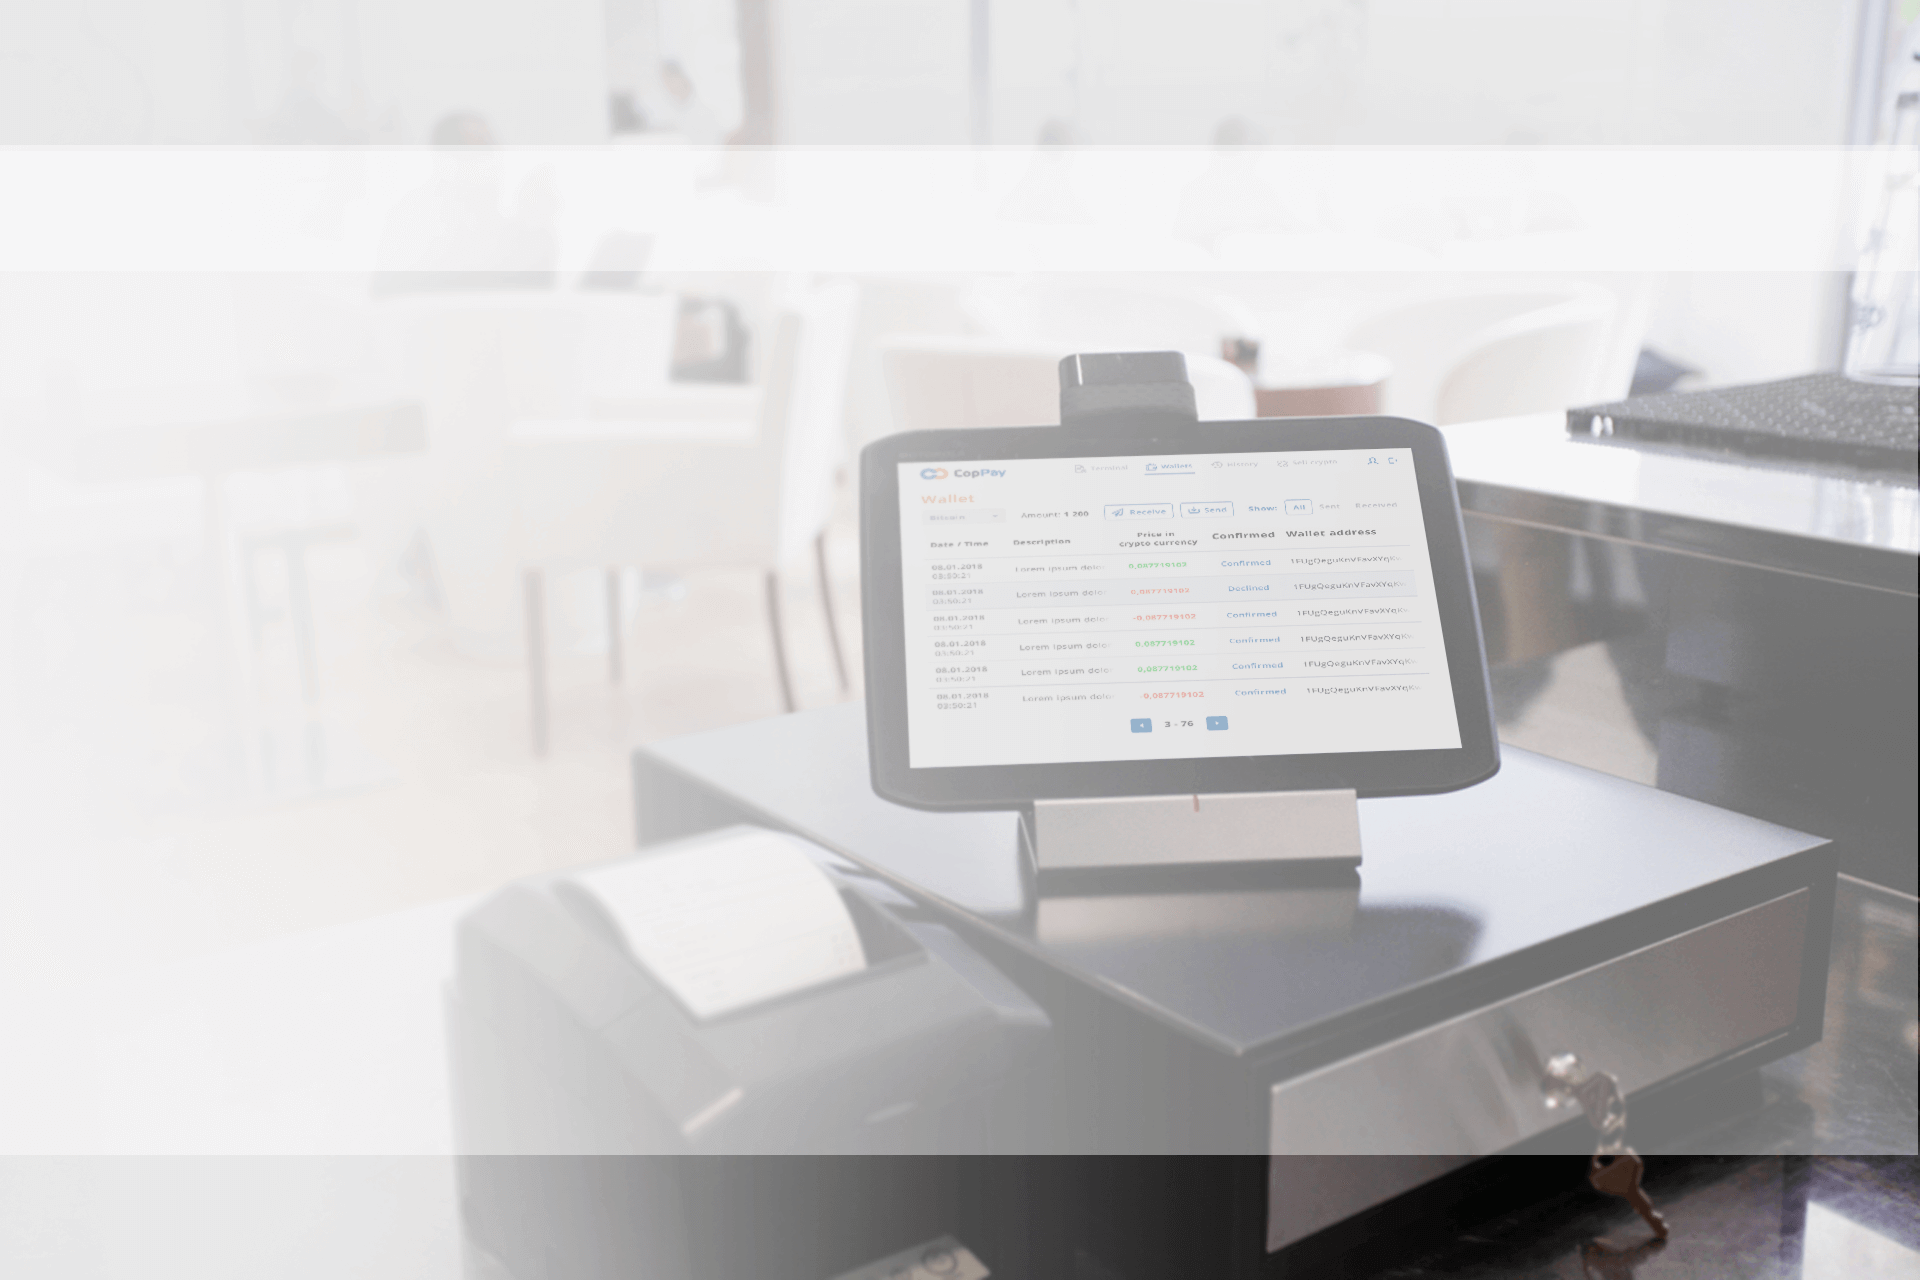 CopPay
Terminal Wallets History Sell crypto
Wallet
Bitcoin Amount: 1 200 Receive Send Show: All Sent Received
Date / Time Description Price in crypto currency Confirmed Wallet address
08.01.2018 Lorem ipsum dolo 0,087719102 Confirmed 1FUgQeguKnVFavXYqK
03:50:21
08.01.2018 Lorem ipsum dolo 0,087719102 Declined 1FUgQeguKnVFavXYqK
03:50:21
08.01.2018 Lorem ipsum dolo -0,087719102 Confirmed 1FUgQeguKnVFavXYqK
03:50:21
08.01.2018 Lorem ipsum dolo 0,087719102 Confirmed 1FUgQeguKnVFavXYqK
03:50:21
08.01.2018 Lorem ipsum dolo 0,087719102 Confirmed 1FUgQeguKnVFavXYqK
03:50:21
08.01.2018 Lorem ipsum dolo -0,087719102 Confirmed 1FUgQeguKnVFavXYqK
03:50:21
3 - 76